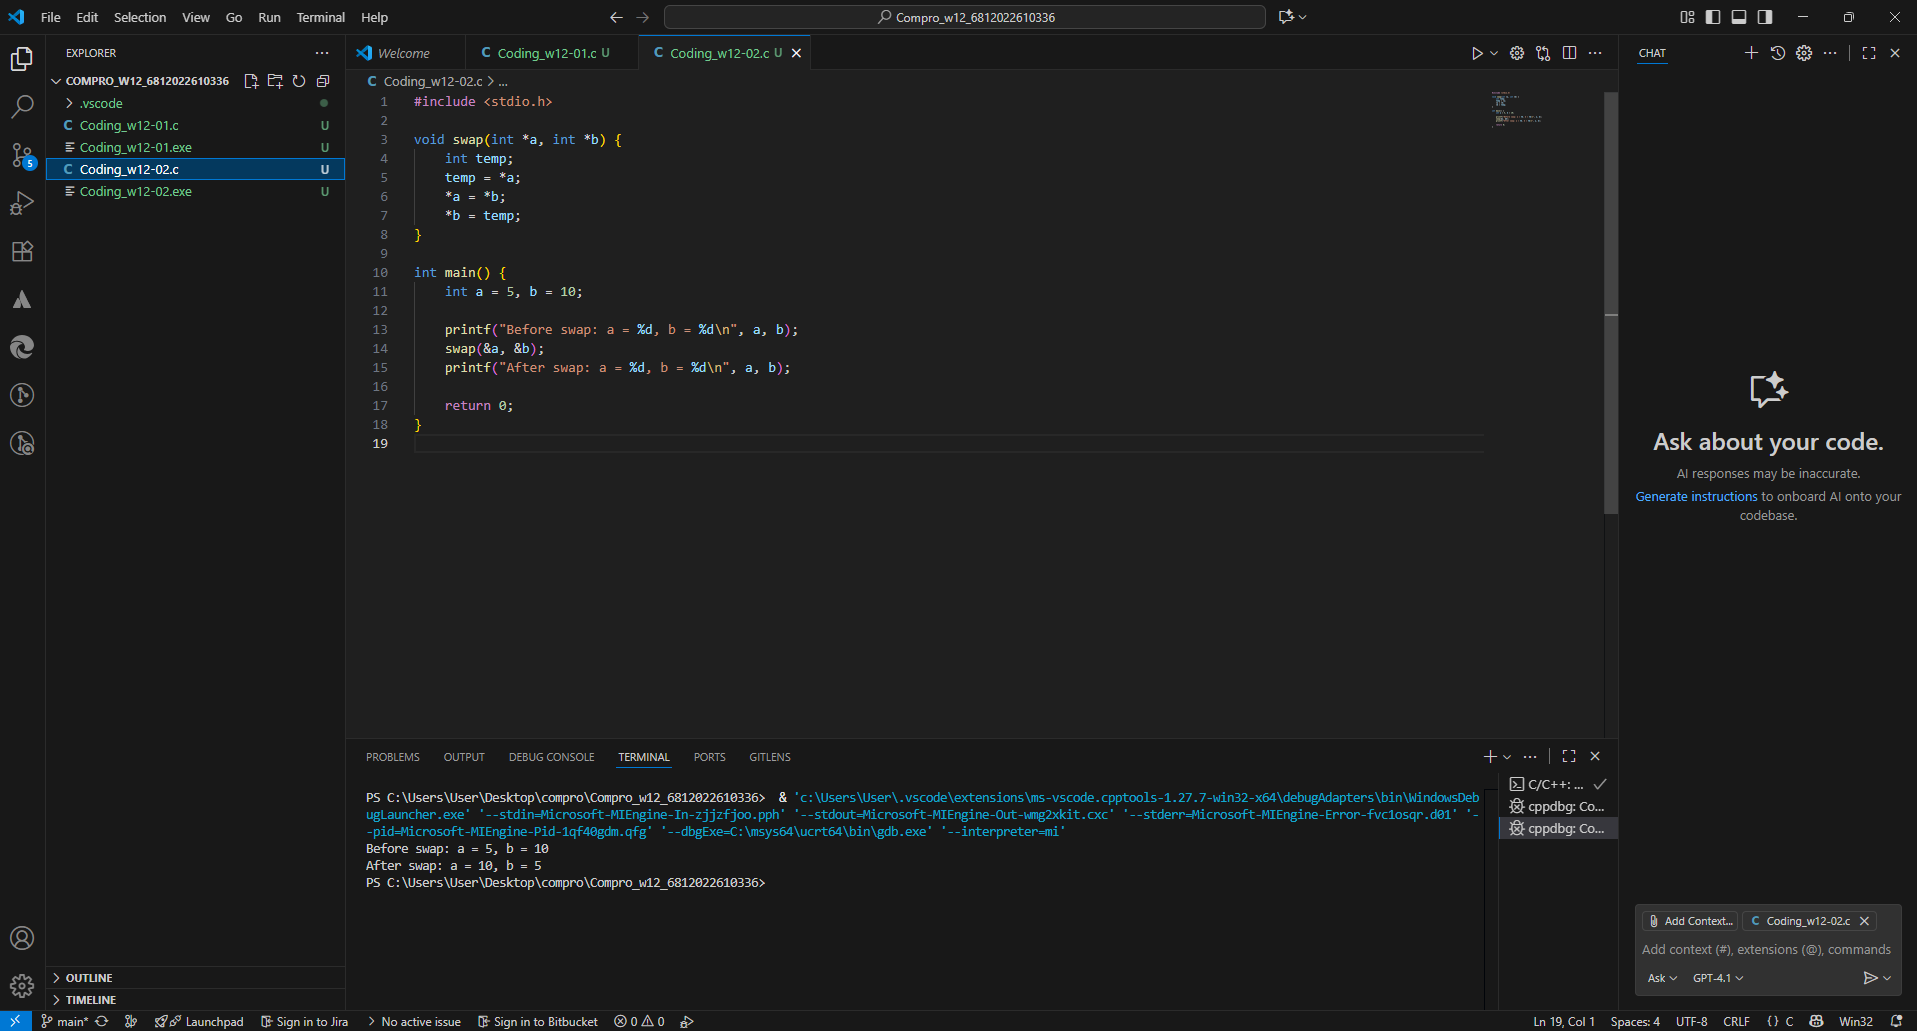 File Edit Selection View Go Run Terminal Help
Compro_w12_6812022610336
EXPLORER
COMPRO_W12_6812022610336
.vscode
Coding_w12-01.c U
Coding_w12-01.exe U
Coding_w12-02.c U
Coding_w12-02.exe U
5
OUTLINE
TIMELINE
Welcome
C Coding_w12-01.c U
C Coding_w12-02.c U
C Coding_w12-02.c > ...
1 #include <stdio.h>
2
3 void swap(int *a, int *b) {
4     int temp;
5     temp = *a;
6     *a = *b;
7     *b = temp;
8 }
9
10 int main() {
11     int a = 5, b = 10;
12
13     printf("Before swap: a = %d, b = %d\n", a, b);
14     swap(&a, &b);
15     printf("After swap: a = %d, b = %d\n", a, b);
16
17     return 0;
18 }
19
PROBLEMS OUTPUT DEBUG CONSOLE TERMINAL PORTS GITLENS
PS C:\Users\User\Desktop\compro\Compro_w12_6812022610336>  & 'c:\Users\User\.vscode\extensions\ms-vscode.cpptools-1.27.7-win32-x64\debugAdapters\bin\WindowsDeb
ugLauncher.exe' '--stdin=Microsoft-MIEngine-In-zjjzfjoo.pph' '--stdout=Microsoft-MIEngine-Out-wmg2xkit.cxc' '--stderr=Microsoft-MIEngine-Error-fvc1osqr.d01' '-
-pid=Microsoft-MIEngine-Pid-1qf40gdm.qfg' '--dbgExe=C:\msys64\ucrt64\bin\gdb.exe' '--interpreter=mi'
Before swap: a = 5, b = 10
After swap: a = 10, b = 5
PS C:\Users\User\Desktop\compro\Compro_w12_6812022610336>
C/C++: ...
cppdbg: Co...
cppdbg: Co...
CHAT
Ask about your code.
AI responses may be inaccurate.
Generate instructions to onboard AI onto your
codebase.
Add Context... C Coding_w12-02.c
Add context (#), extensions (@), commands
Ask GPT-4.1
main* Launchpad Sign in to Jira No active issue Sign in to Bitbucket 0 0 Ln 19, Col 1 Spaces: 4 UTF-8 CRLF {} C Win32